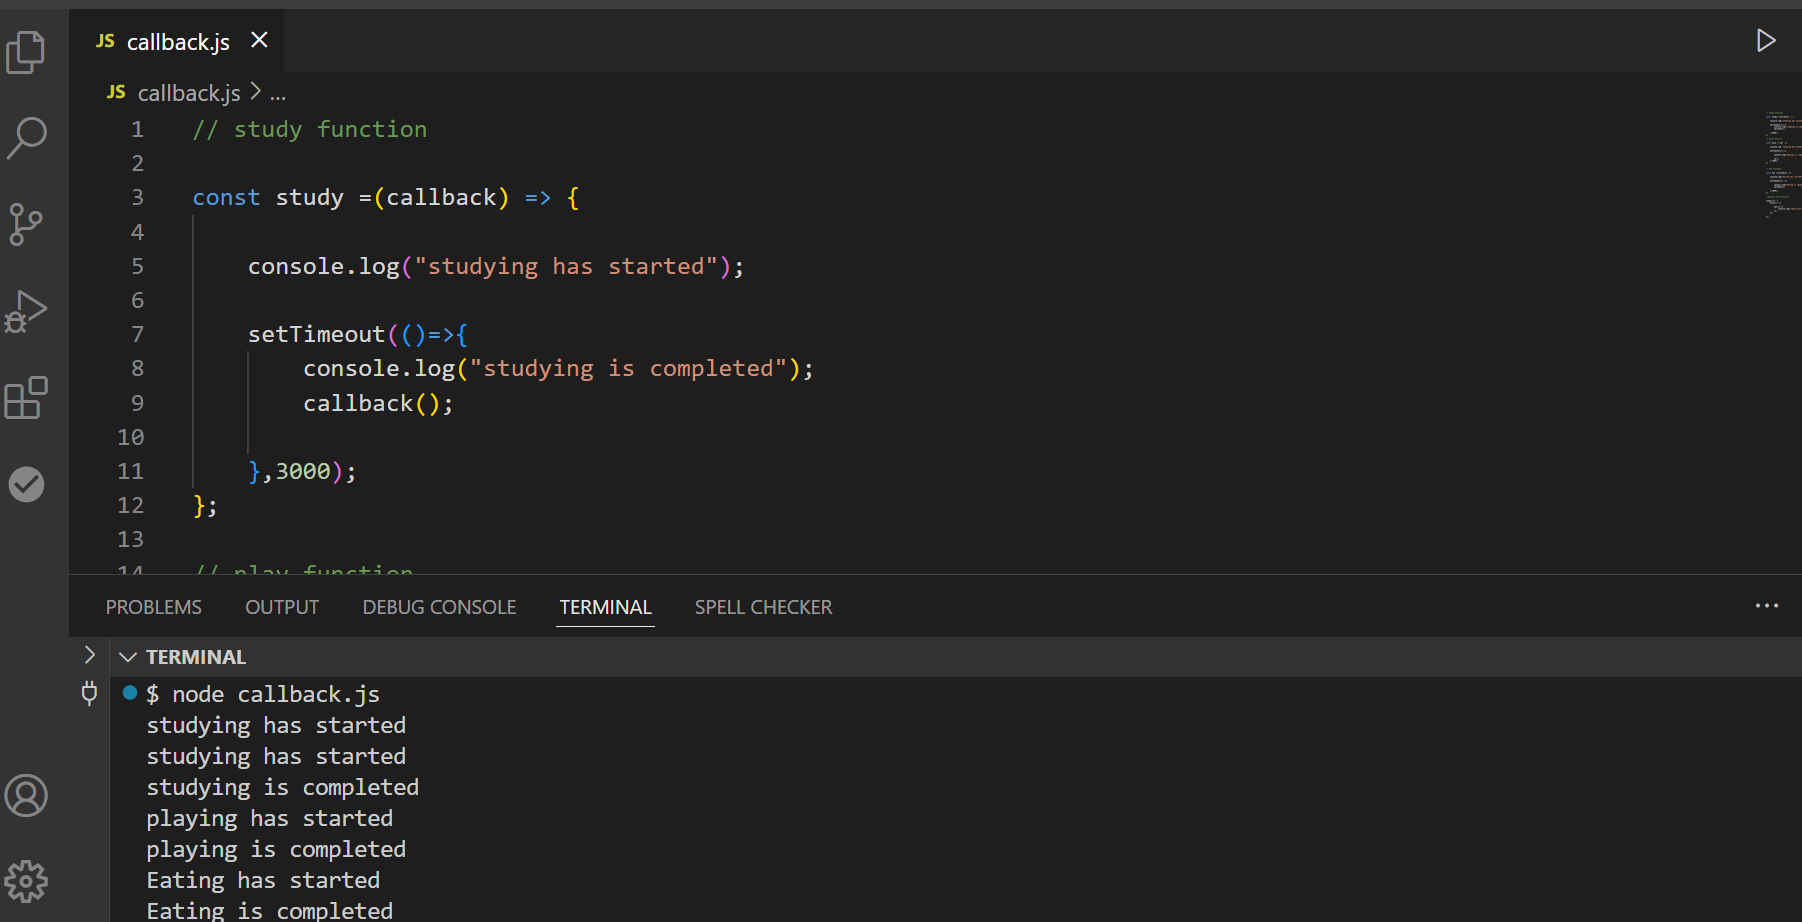 JS callback.js
JS callback.js > ...
1 // study function
2
3 const study =(callback) => {
4
5     console.log("studying has started");
6
7     setTimeout(()=>{
8         console.log("studying is completed");
9         callback();
10
11     },3000);
12 };
13
14 // play function
PROBLEMS OUTPUT DEBUG CONSOLE TERMINAL SPELL CHECKER
TERMINAL
$ node callback.js
studying has started
studying has started
studying is completed
playing has started
playing is completed
Eating has started
Eating is completed